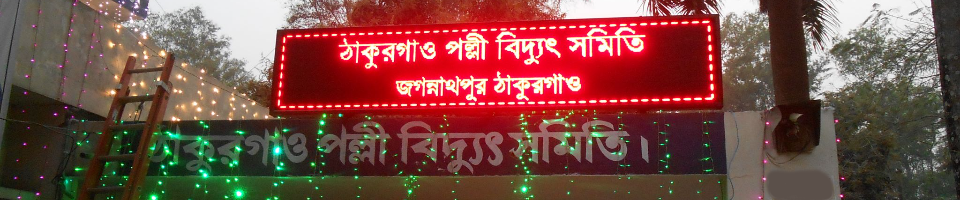 ঠাকুরগাও পল্লী বিদ্যুৎ সমিতি
জগন্নাথপুর ঠাকুরগাও
ঠাকুরগাও পল্লী বিদ্যুৎ সমিতি।